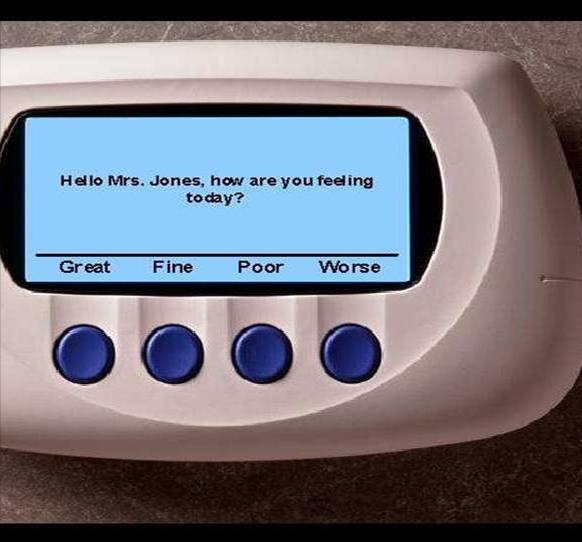 Hello Mrs. Jones, how are you feeling
today?
Great Fine Poor Worse